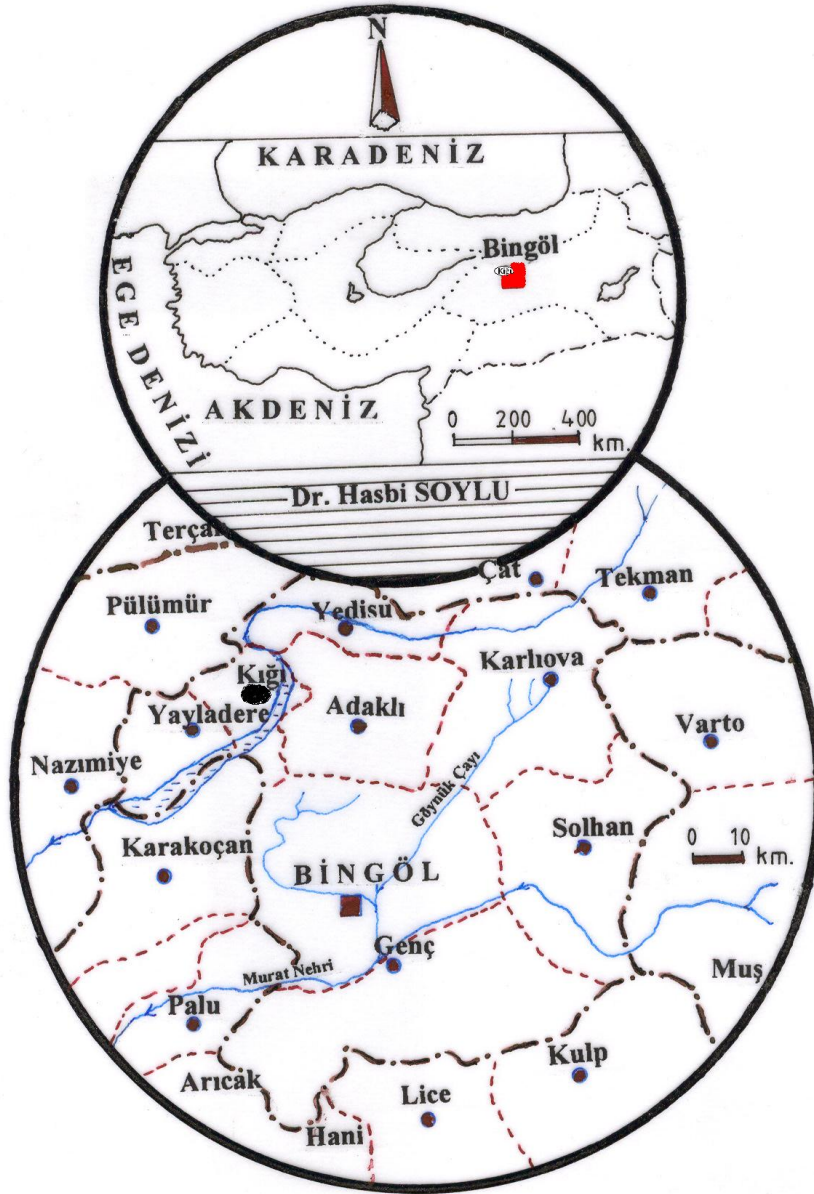 N
KARADENİZ
Bingöl
Kiği
EGE DENİZİ
AKDENİZ
0 200 400
km.
Dr. Hasbi SOYLU
Çat
Tekman
Pülümür
Yedisu
Karlıova
Kığı
Yayladere
Adaklı
Varto
Nazımiye
Göynük Çayı
Solhan
0 10
km.
Karakoçan
BİNGÖL
Genç
Murat Nehri
Muş
Palu
Kulp
Arıcak
Lice
Hani